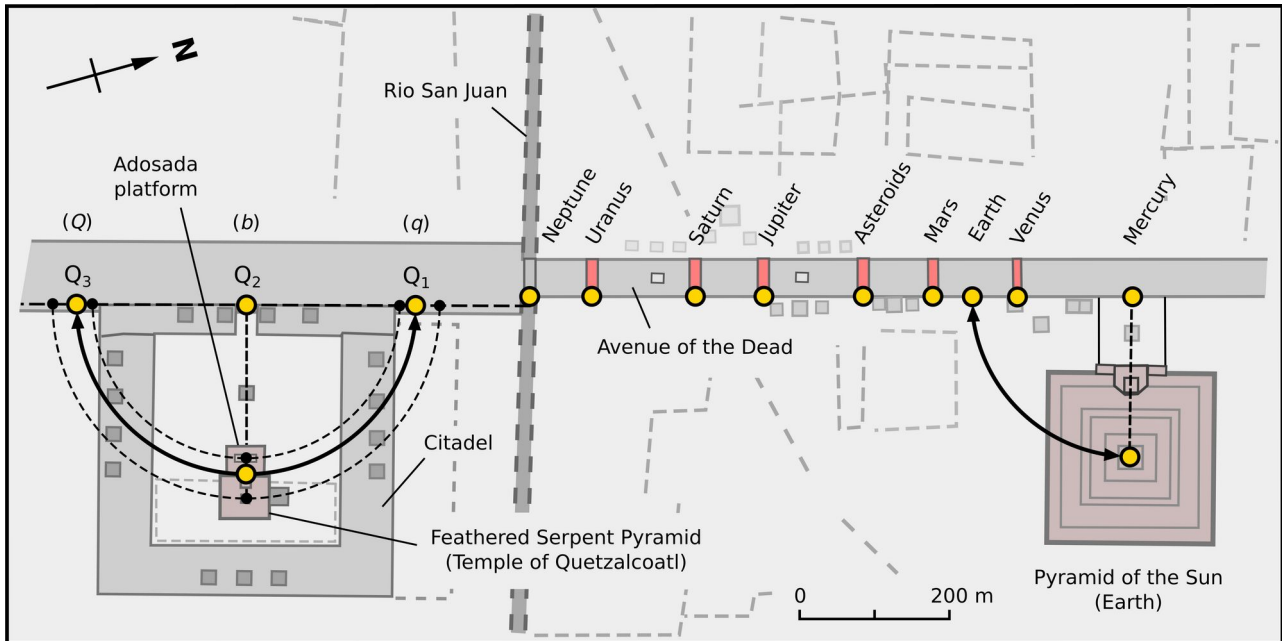 N
Rio San Juan
Adosada
platform
(Q)
(b)
(q)
Neptune
Uranus
Saturn
Jupiter
Asteroids
Mars
Earth
Venus
Mercury
Q3
Q2
Q1
Avenue of the Dead
Citadel
Feathered Serpent Pyramid
(Temple of Quetzalcoatl)
Pyramid of the Sun
(Earth)
0
200 m